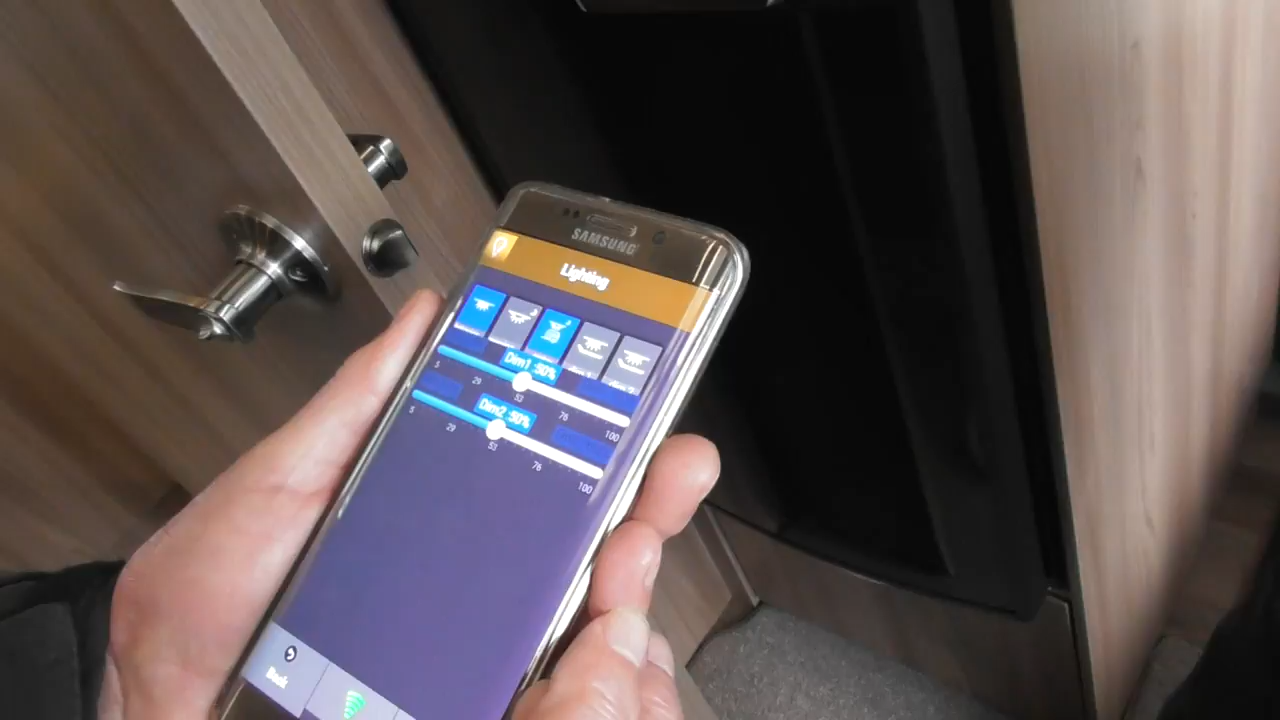 SAMSUNG
Lighting
Dim1 :50%
5 29 53 76 100
Dim2 :50%
5 29 53 76 100
Back